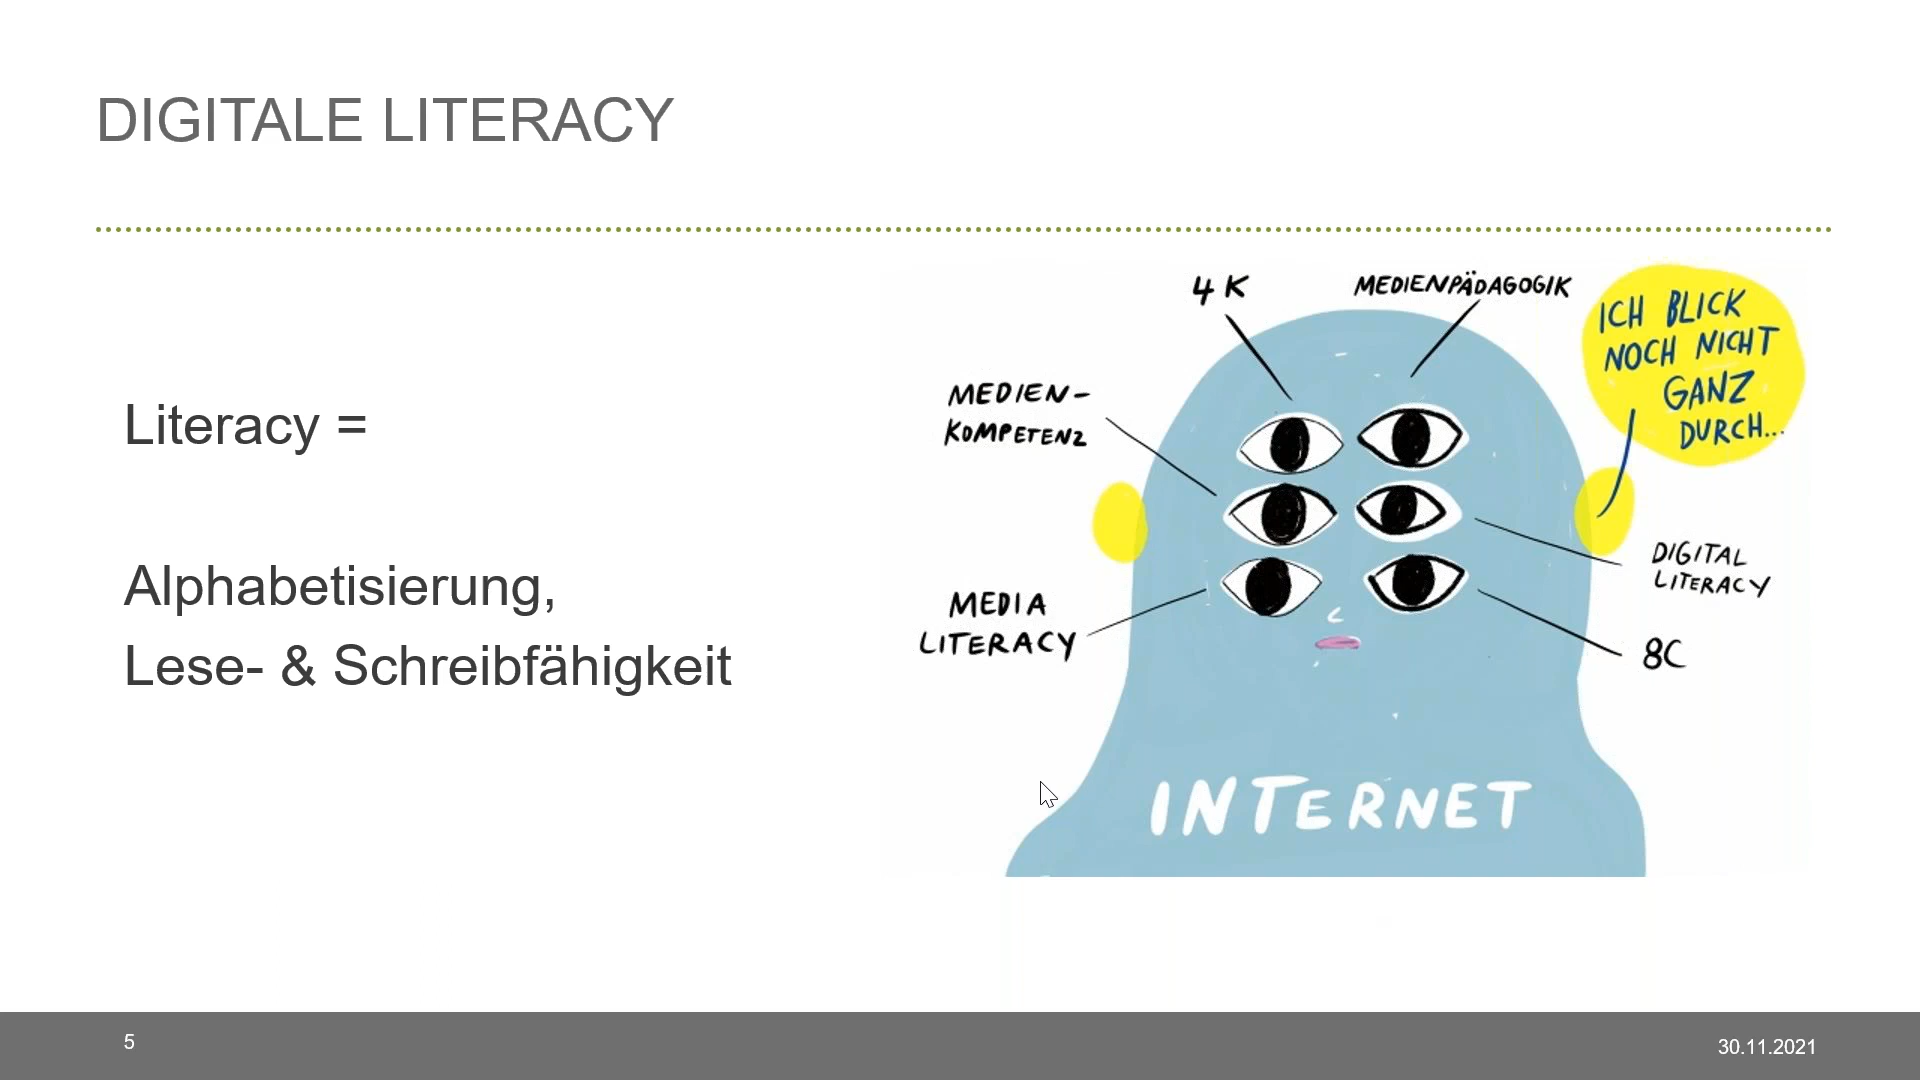 DIGITALE LITERACY
Literacy =
Alphabetisierung,
Lese- & Schreibfähigkeit
4 K
MEDIENPÄDAGOGIK
ICH BLICK
NOCH NICHT
GANZ
DURCH...
MEDIEN-
KOMPETENZ
DIGITAL
LITERACY
MEDIA
LITERACY
8C
INTERNET
5
30.11.2021